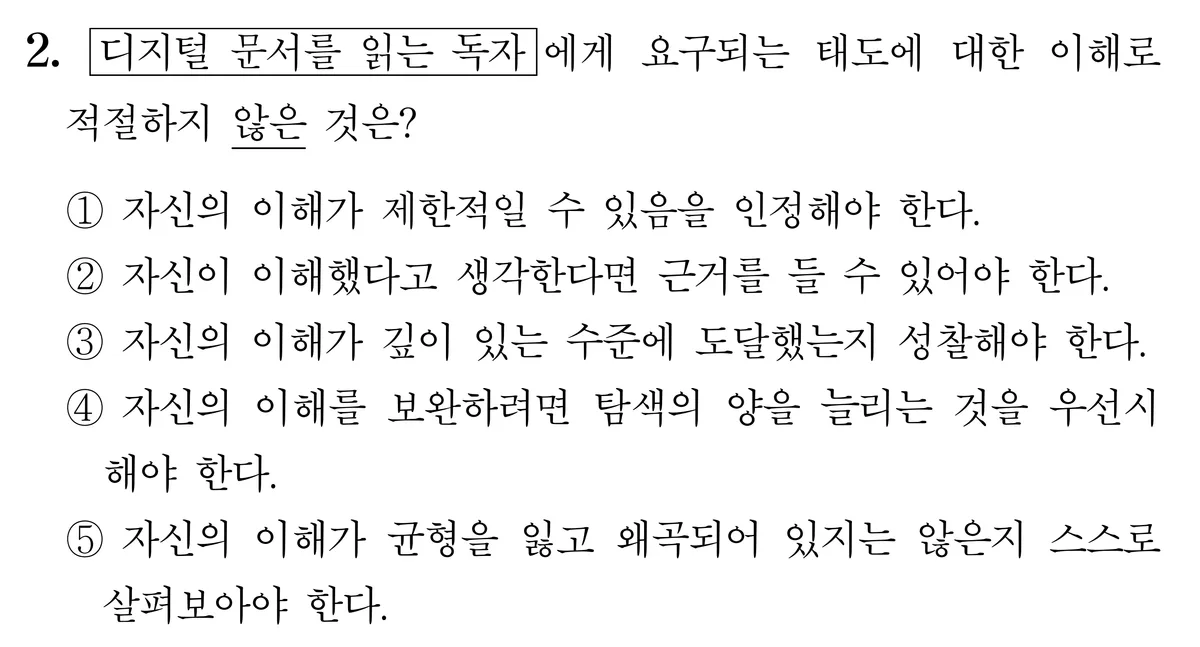 2. 디지털 문서를 읽는 독자에게 요구되는 태도에 대한 이해로
적절하지 않은 것은?
① 자신의 이해가 제한적일 수 있음을 인정해야 한다.
② 자신이 이해했다고 생각한다면 근거를 들 수 있어야 한다.
③ 자신의 이해가 깊이 있는 수준에 도달했는지 성찰해야 한다.
④ 자신의 이해를 보완하려면 탐색의 양을 늘리는 것을 우선시
해야 한다.
⑤ 자신의 이해가 균형을 잃고 왜곡되어 있지는 않은지 스스로
살펴보아야 한다.